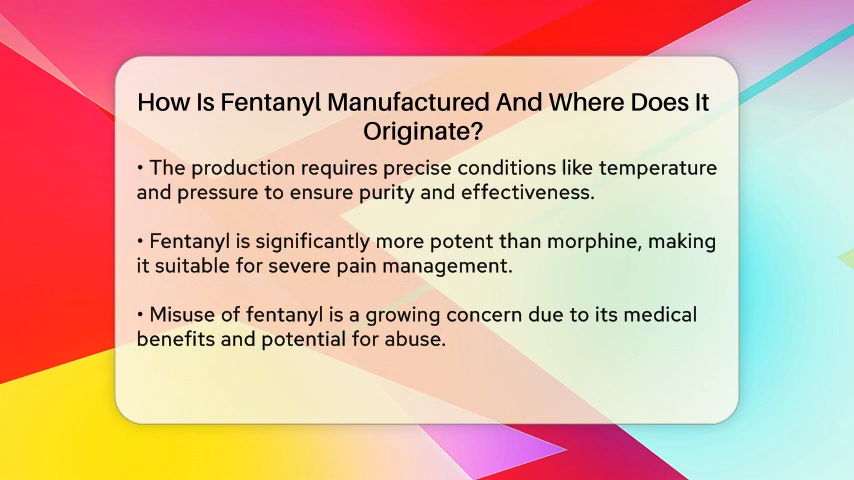 How Is Fentanyl Manufactured And Where Does It
Originate?
• The production requires precise conditions like temperature
and pressure to ensure purity and effectiveness.
• Fentanyl is significantly more potent than morphine, making
it suitable for severe pain management.
• Misuse of fentanyl is a growing concern due to its medical
benefits and potential for abuse.